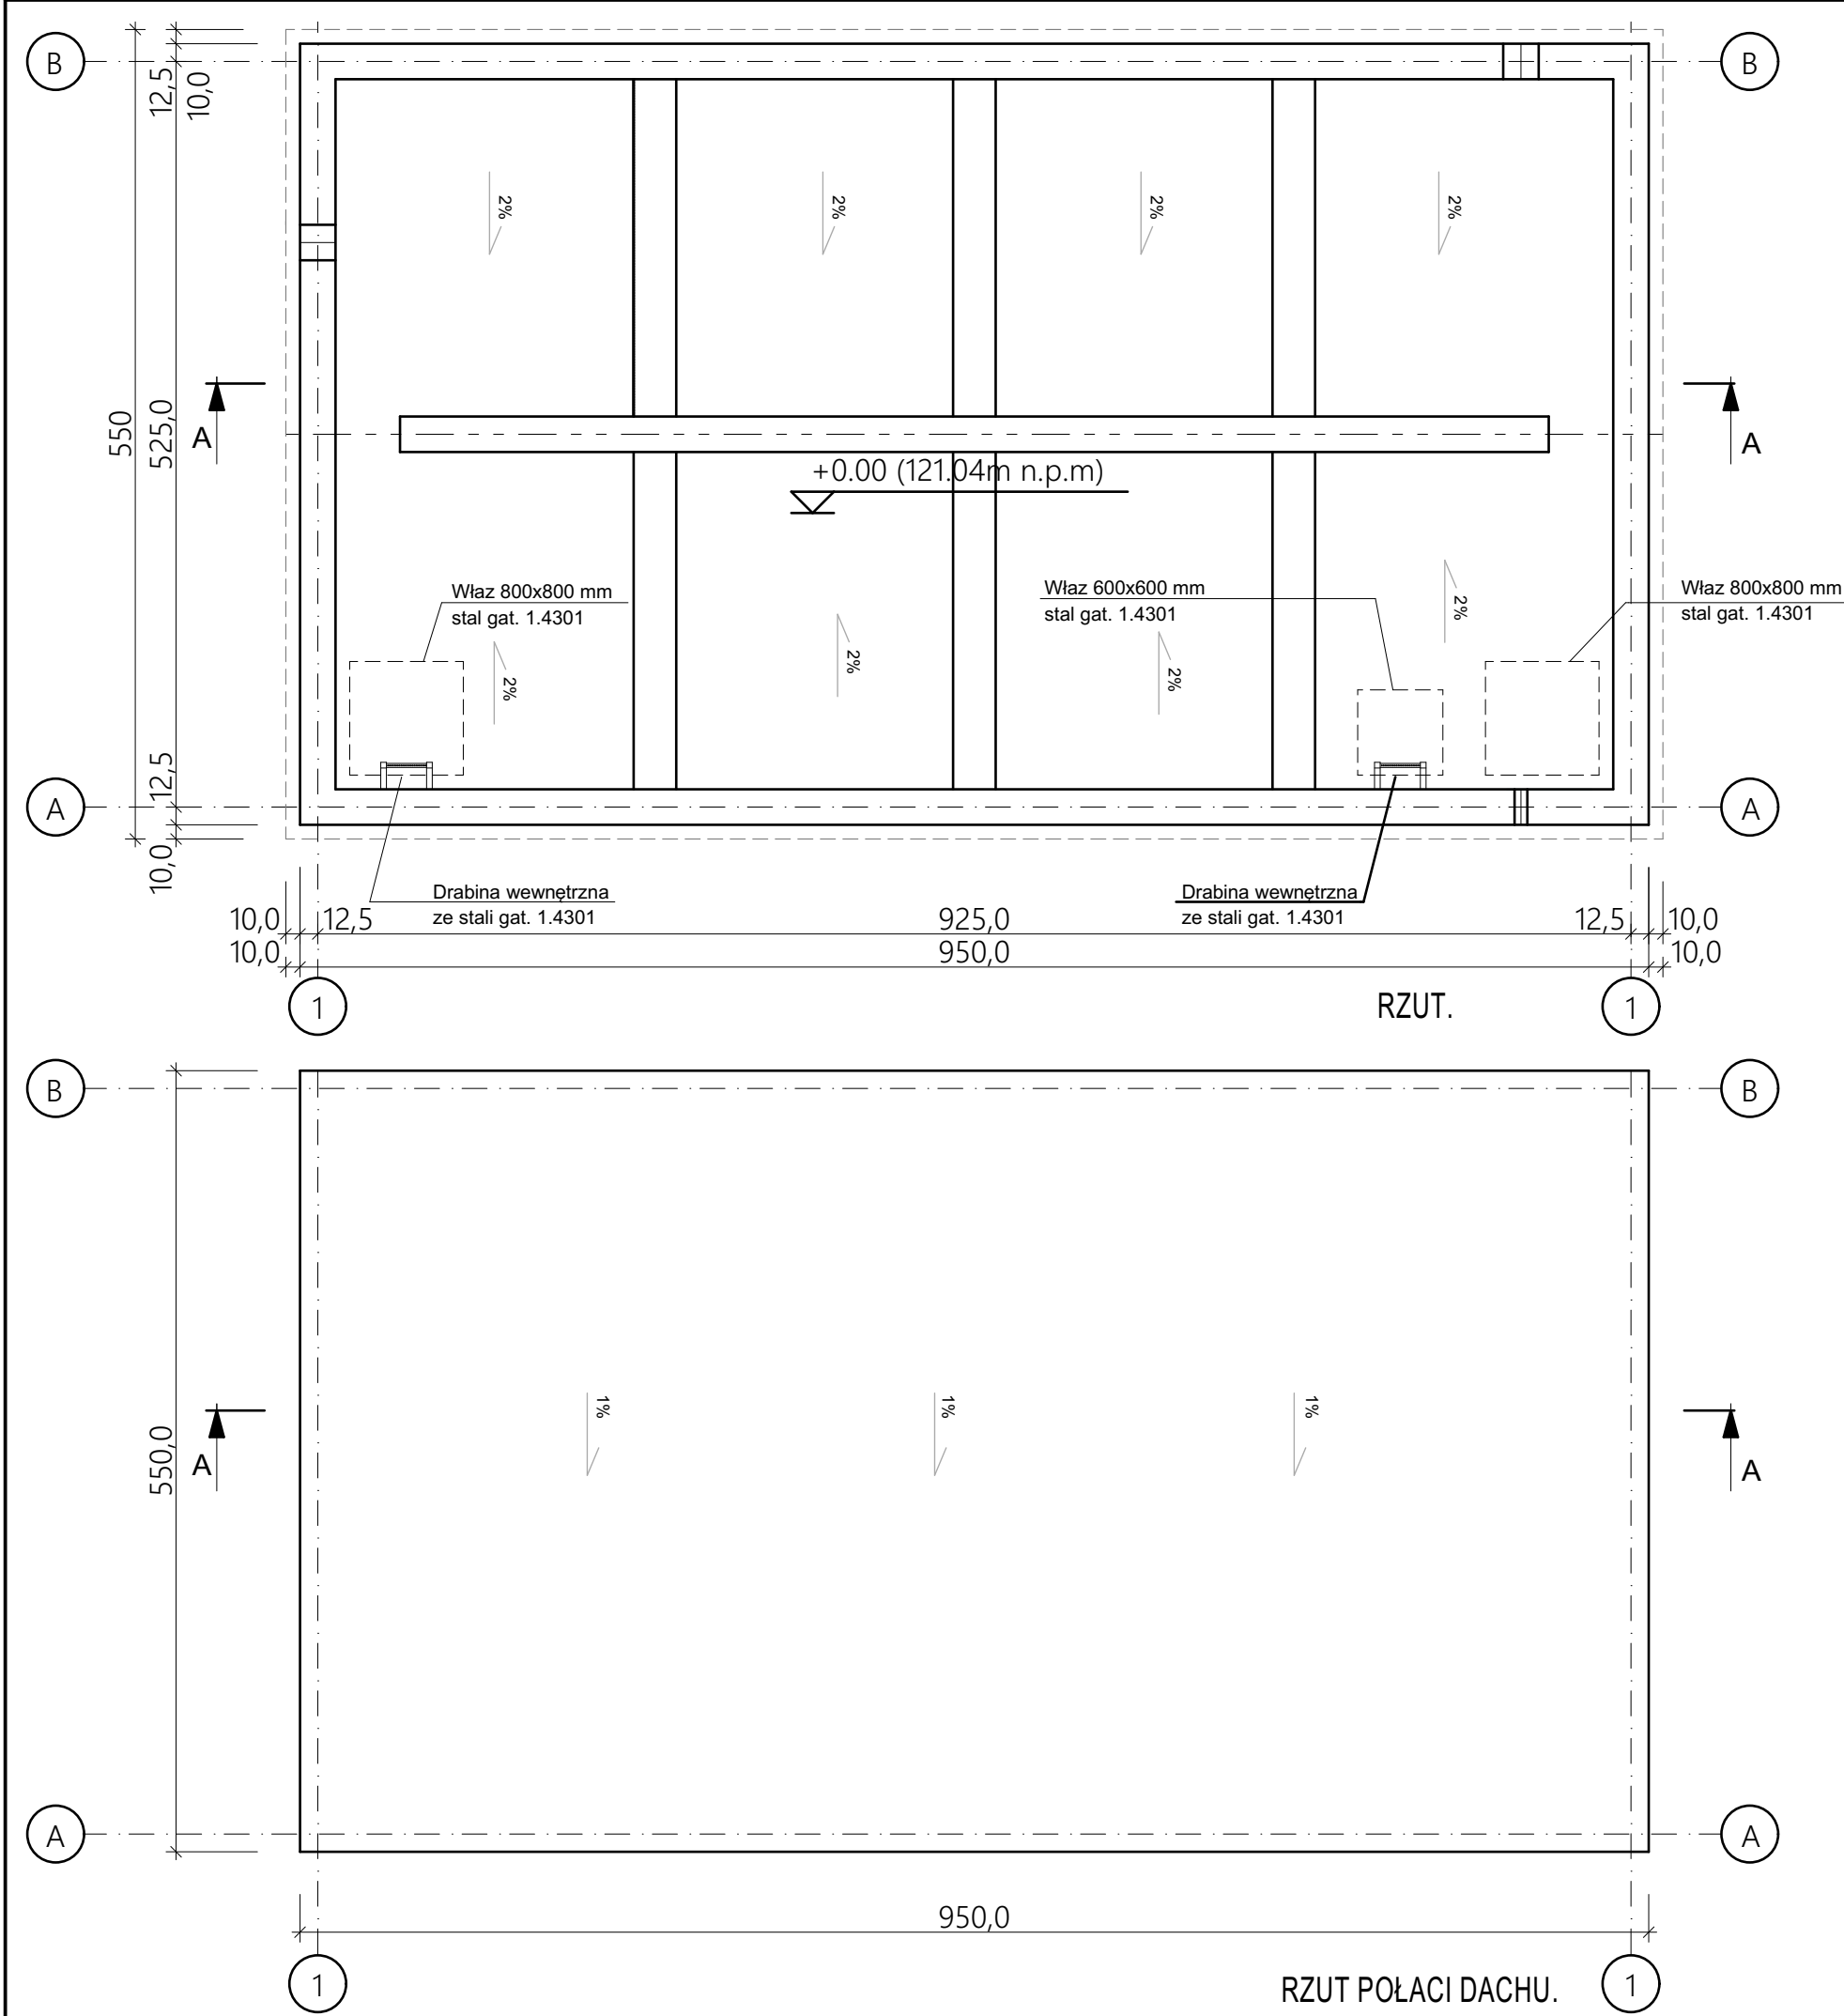 B
B
12,5
10,0
2%
2%
2%
2%
550
525,0
A
A
+0.00 (121.04m n.p.m)
Właz 800x800 mm
stal gat. 1.4301
Właz 600x600 mm
stal gat. 1.4301
Właz 800x800 mm
stal gat. 1.4301
2%
2%
2%
2%
12,5
A
A
10,0
Drabina wewnętrzna
ze stali gat. 1.4301
Drabina wewnętrzna
ze stali gat. 1.4301
10,0
12,5
925,0
12,5
10,0
10,0
950,0
10,0
1
RZUT.
1
B
B
1%
1%
1%
550,0
A
A
A
A
950,0
1
RZUT POŁACI DACHU.
1